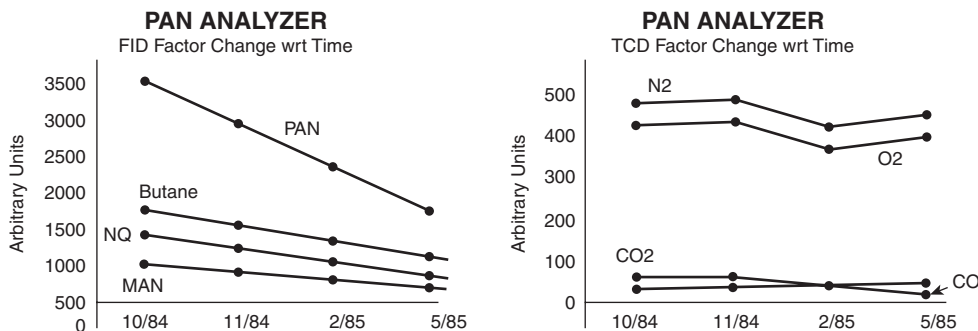 PAN ANALYZER
FID Factor Change wrt Time
3500
3000
2500
2000
1500
1000
500
0
Arbitrary Units
PAN
Butane
NQ
MAN
10/84 11/84 2/85 5/85
PAN ANALYZER
TCD Factor Change wrt Time
500
400
300
200
100
0
Arbitrary Units
N2
O2
CO2
CO
10/84 11/84 2/85 5/85